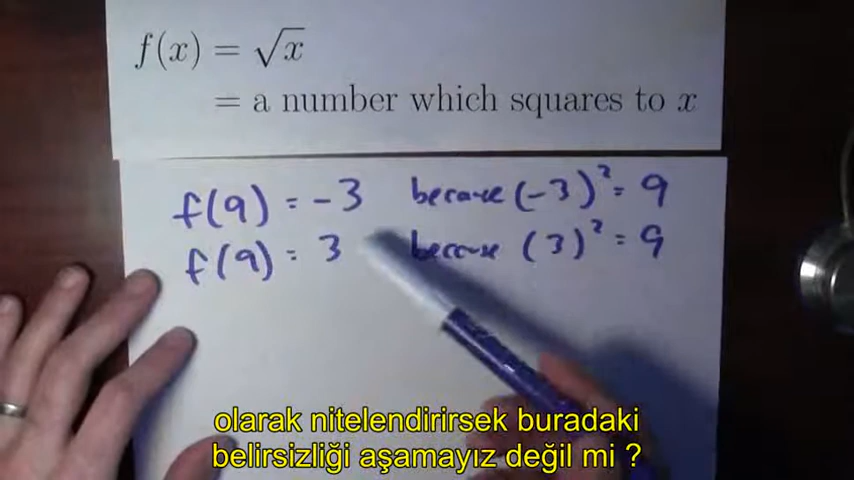 f(x) = √x
= a number which squares to x
f(9) = -3 because (-3)² = 9
f(9) = 3 because (3)² = 9
olarak nitelendirirsek buradaki
belirsizliği aşamayız değil mi ?